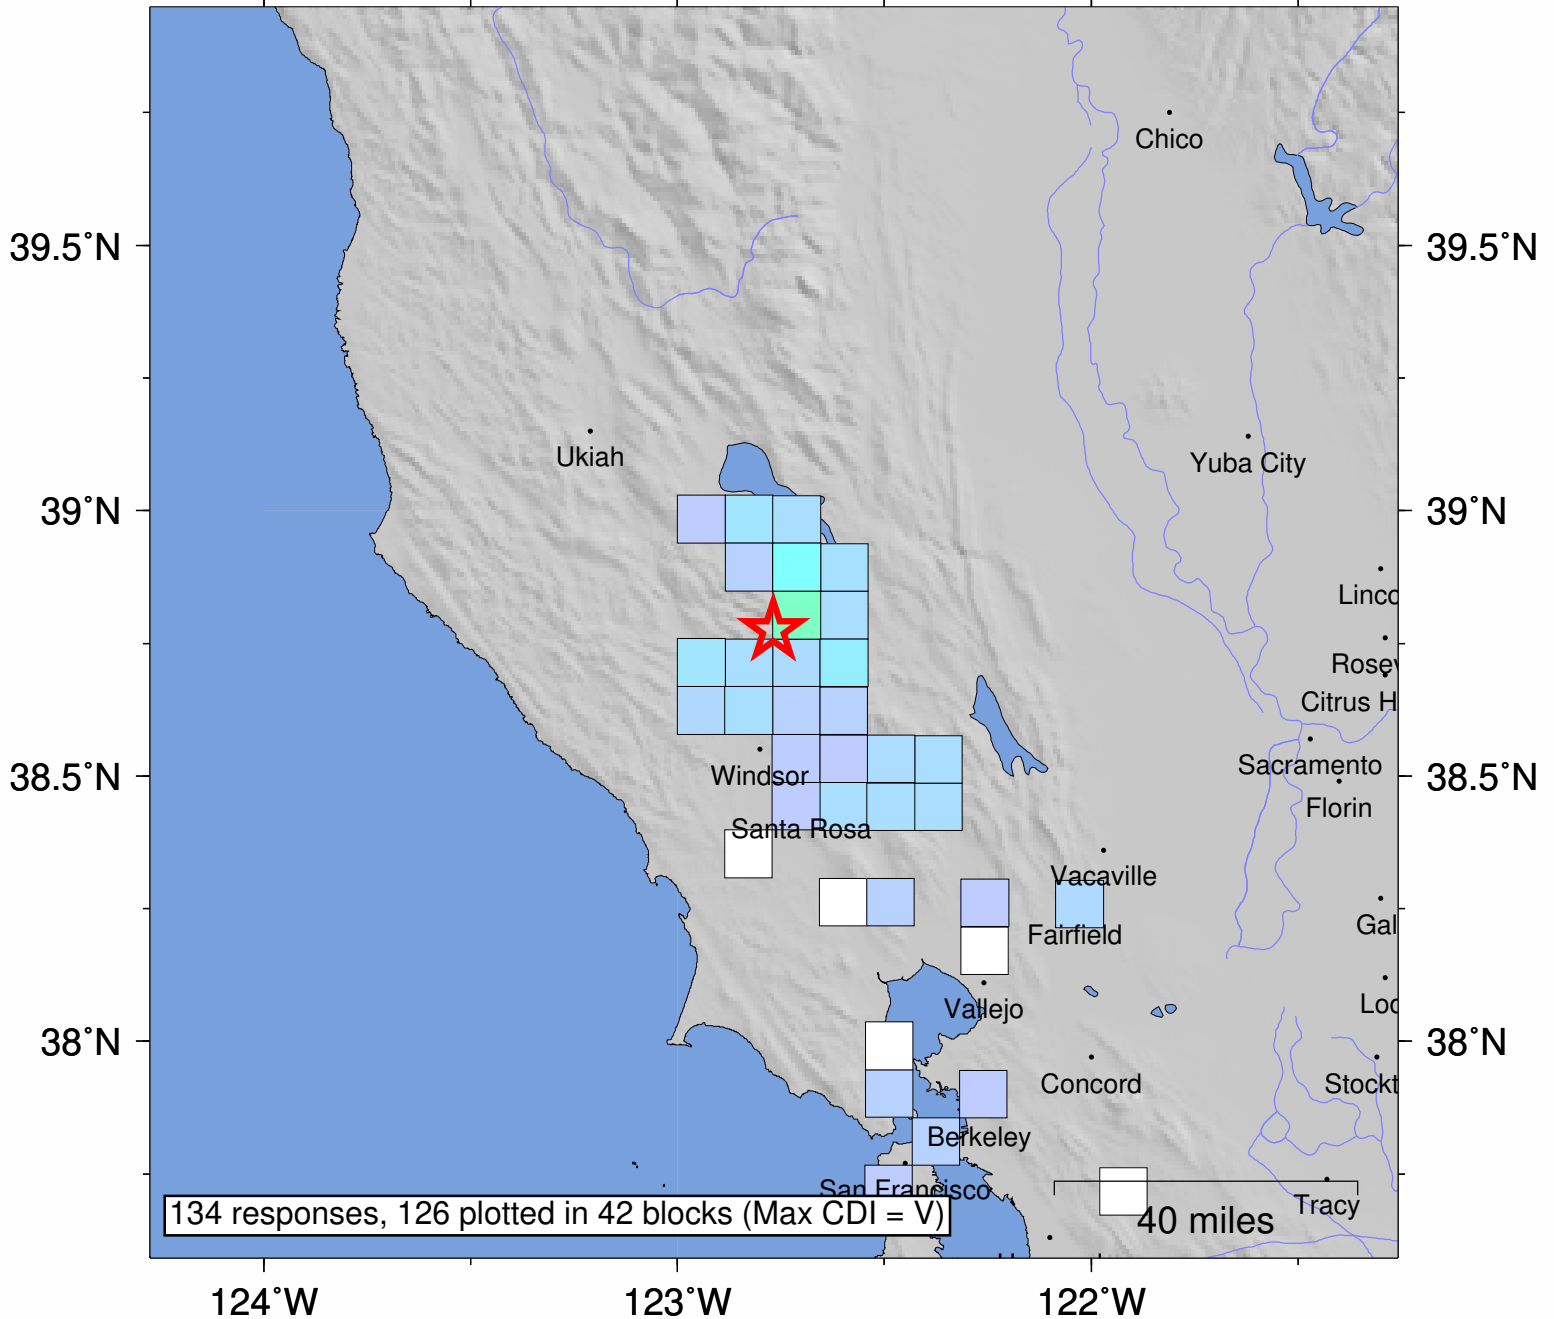 Chico
39.5˚N
39.5˚N
Ukiah
Yuba City
39˚N
39˚N
Linco
Rosev
Citrus H
Sacramento
38.5˚N
Windsor
38.5˚N
Florin
Santa Rosa
Vacaville
Gal
Fairfield
Loc
Vallejo
38˚N
38˚N
Concord
Stockt
Berkeley
San Francisco
Tracy
134 responses, 126 plotted in 42 blocks (Max CDI = V)
40 miles
124˚W
123˚W
122˚W